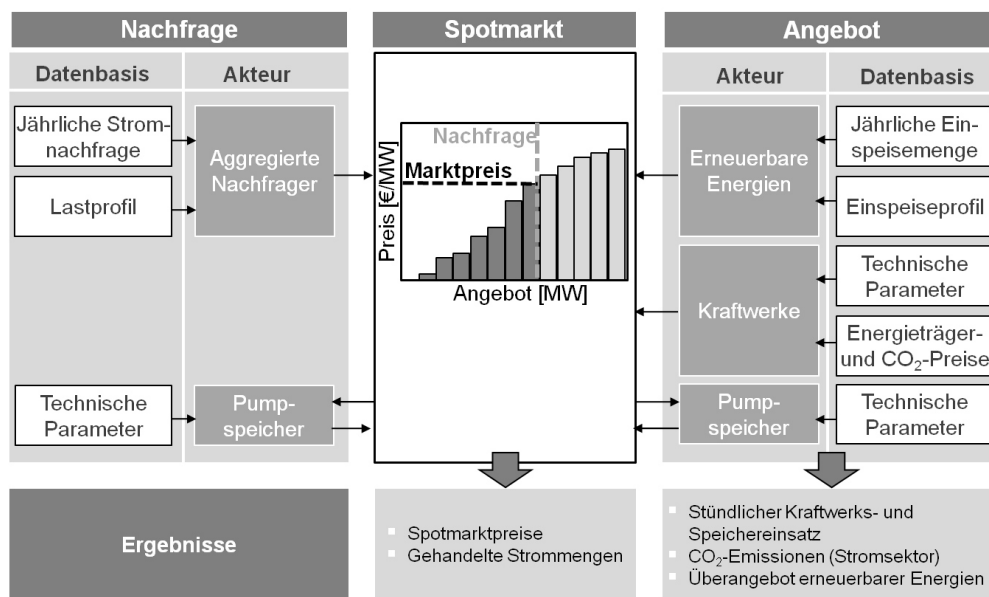 Nachfrage
Datenbasis
Akteur
Jährliche Strom-
nachfrage
Lastprofil
Aggregierte
Nachfrager
Technische
Parameter
Pump-
speicher
Spotmarkt
Nachfrage
Marktpreis
Preis [€/MW]
Angebot [MW]
Angebot
Akteur
Datenbasis
Erneuerbare
Energien
Jährliche Ein-
speisemenge
Einspeiseprofil
Kraftwerke
Technische
Parameter
Energieträger-
und CO₂-Preise
Pump-
speicher
Technische
Parameter
Ergebnisse
Spotmarktpreise
Gehandelte Strommengen
Stündlicher Kraftwerks- und
Speichereinsatz
CO₂-Emissionen (Stromsektor)
Überangebot erneuerbarer Energien